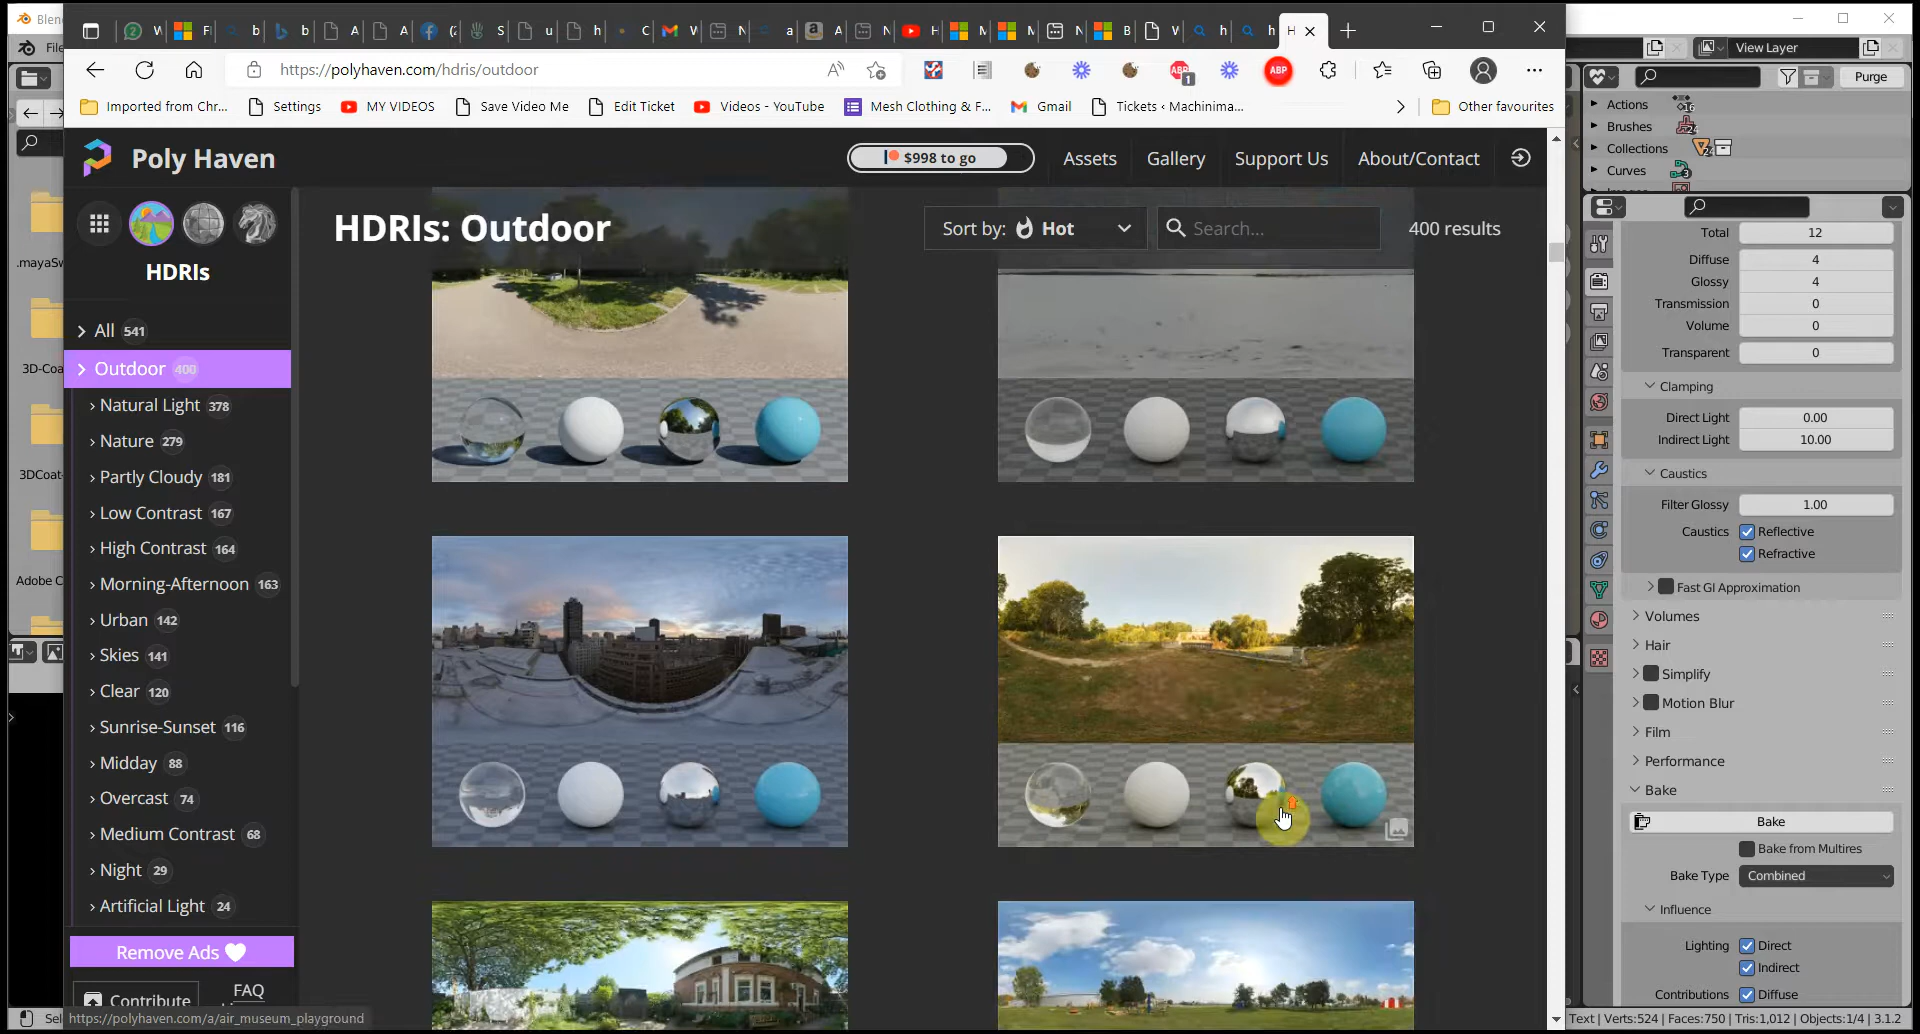 Blen
File
View Layer
https://polyhaven.com/hdris/outdoor
ABP
1
Imported from Chr...
Settings
MY VIDEOS
Save Video Me
Edit Ticket
Videos - YouTube
Mesh Clothing & F...
Gmail
Tickets ‹ Machinima...
Other favourites
Poly Haven
$998 to go
Assets
Gallery
Support Us
About/Contact
HDRIs: Outdoor
Sort by: Hot
Search...
400 results
HDRIs
All 541
Outdoor 400
Natural Light 378
Nature 279
Partly Cloudy 181
Low Contrast 167
High Contrast 164
Morning-Afternoon 163
Urban 142
Skies 141
Clear 120
Sunrise-Sunset 116
Midday 88
Overcast 74
Medium Contrast 68
Night 29
Artificial Light 24
Remove Ads
Contribute
FAQ
https://polyhaven.com/a/air_museum_playground
.mayaSw
3D-Coat
3DCoat-
Adobe C
Sel
Purge
Actions 16
Brushes 24
Collections 2
Curves 3
Total 12
Diffuse 4
Glossy 4
Transmission 0
Volume 0
Transparent 0
Clamping
Direct Light 0.00
Indirect Light 10.00
Caustics
Filter Glossy 1.00
Caustics Reflective
Refractive
Fast GI Approximation
Volumes
Hair
Simplify
Motion Blur
Film
Performance
Bake
Bake
Bake from Multires
Bake Type Combined
Influence
Lighting Direct
Indirect
Contributions Diffuse
Text | Verts:524 | Faces:750 | Tris:1,012 | Objects:1/4 | 3.1.2